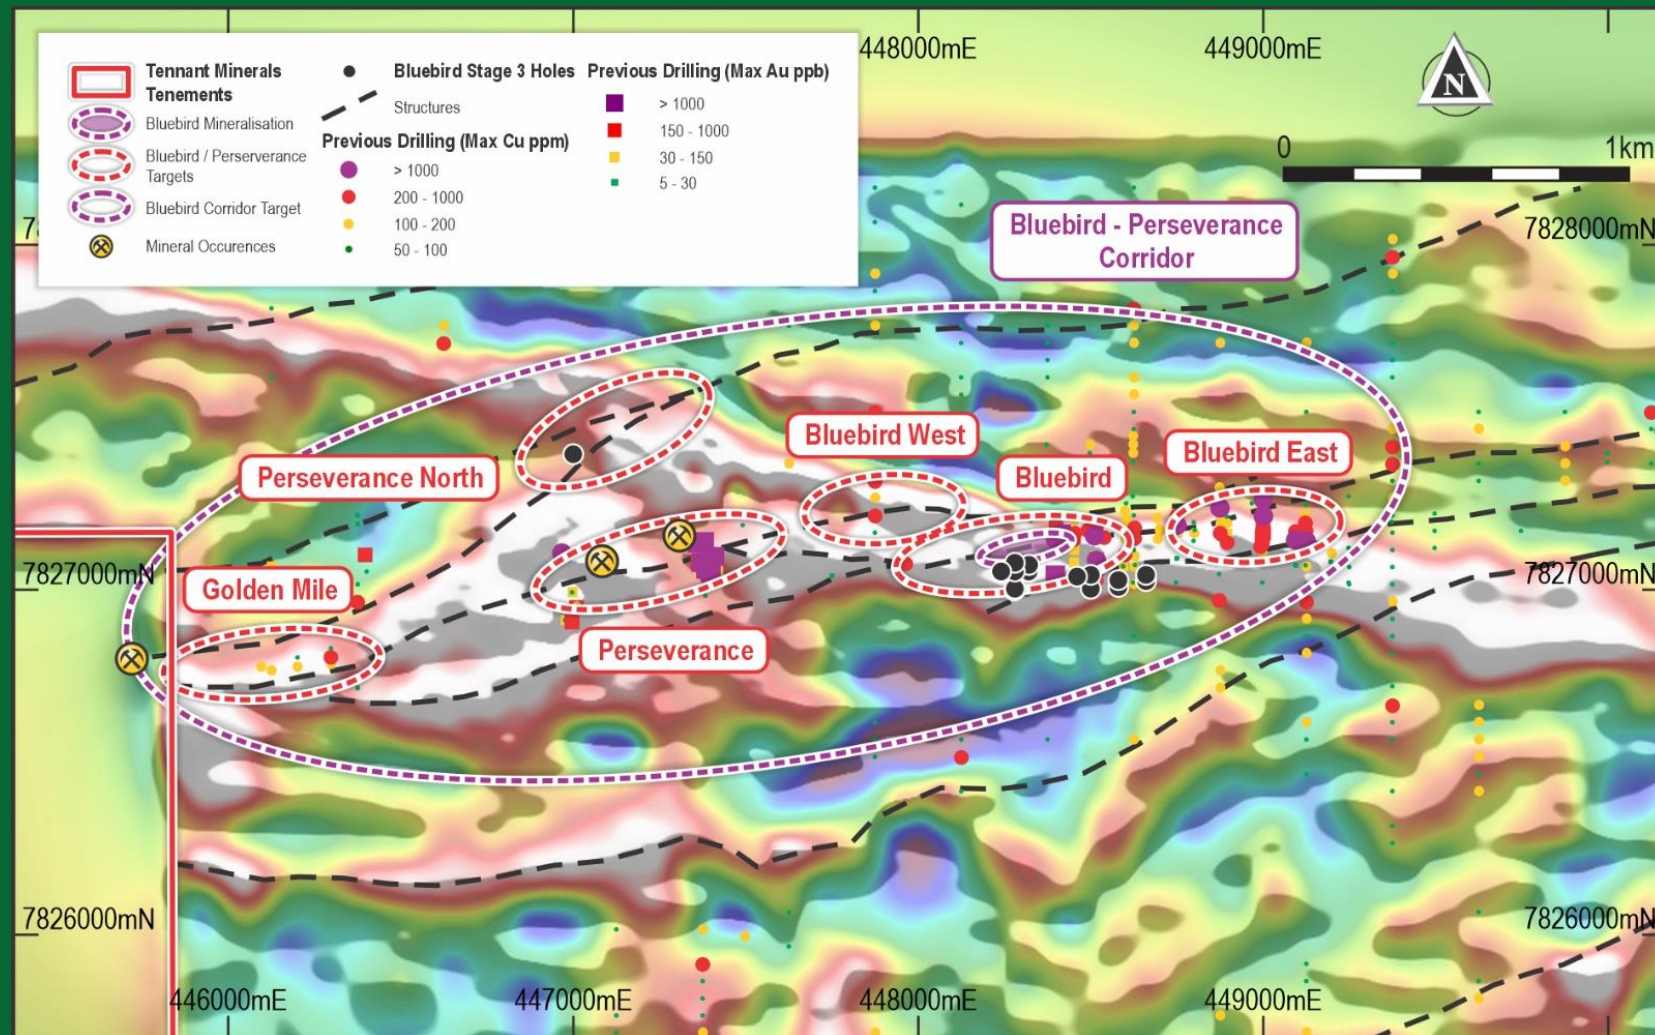 Tennant Minerals
Tenements
Bluebird Mineralisation
Bluebird / Perserverance
Targets
Bluebird Corridor Target
Mineral Occurences
Bluebird Stage 3 Holes
Structures
Previous Drilling (Max Cu ppm)
> 1000
200 - 1000
100 - 200
50 - 100
Previous Drilling (Max Au ppb)
> 1000
150 - 1000
30 - 150
5 - 30
448000mE
449000mE
N
0
1km
7828000mN
Bluebird - Perseverance
Corridor
Bluebird West
Bluebird East
Perseverance North
Bluebird
7827000mN
7827000mN
Golden Mile
Perseverance
7826000mN
7826000mN
446000mE
447000mE
448000mE
449000mE